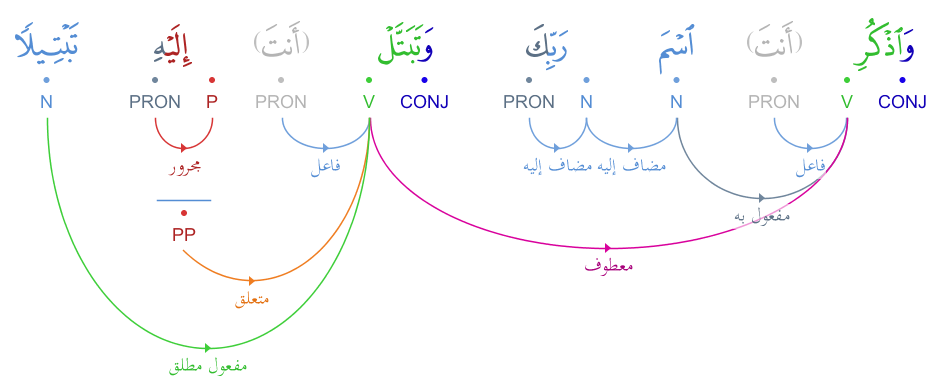 وَٱذْكُرِ (أَنتَ) ٱسْمَ رَبِّكَ وَتَبَتَّلْ (أَنتَ) إِلَيْهِ تَبْتِيلًا
CONJ V PRON N N PRON CONJ V PRON P PRON N
فاعل مضاف إليه مضاف إليه فاعل مجرور
مفعول به
PP
معطوف
متعلق
مفعول مطلق